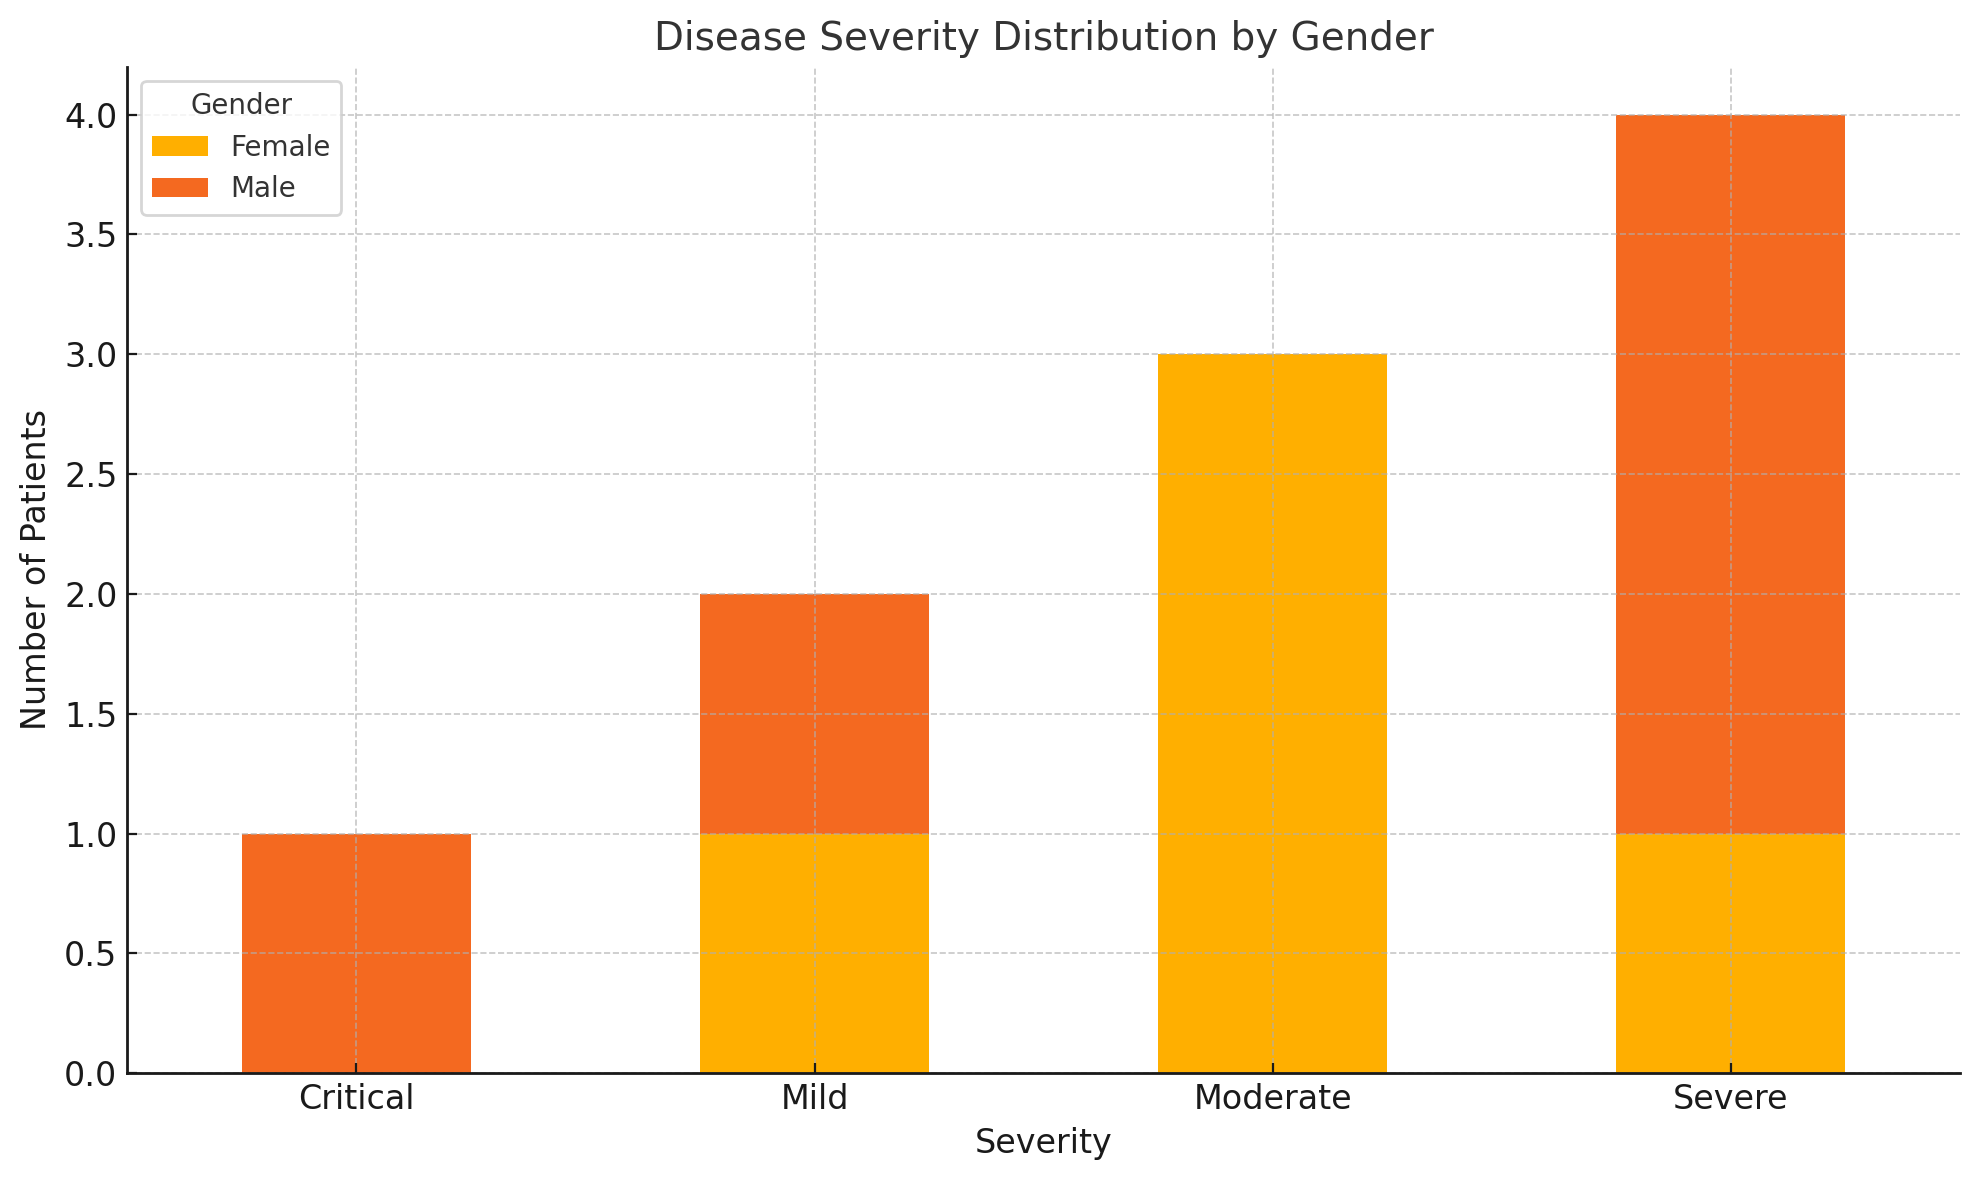 Disease Severity Distribution by Gender
Gender
Female
Male
4.0
3.5
3.0
2.5
2.0
1.5
1.0
0.5
0.0
Number of Patients
Critical Mild Moderate Severe
Severity